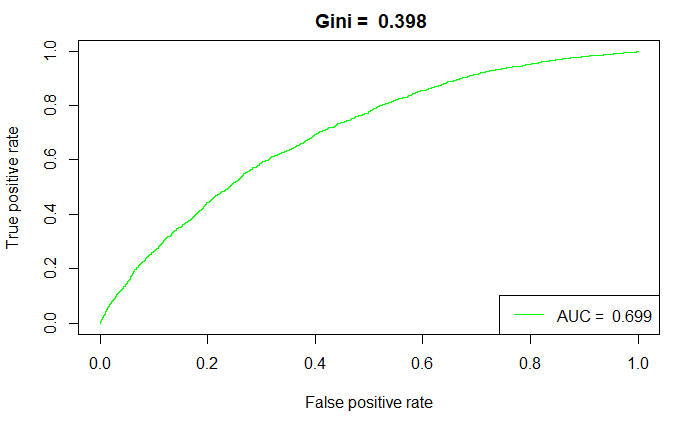 Gini = 0.398
True positive rate
1.0
0.8
0.6
0.4
0.2
0.0
AUC = 0.699
0.0 0.2 0.4 0.6 0.8 1.0
False positive rate